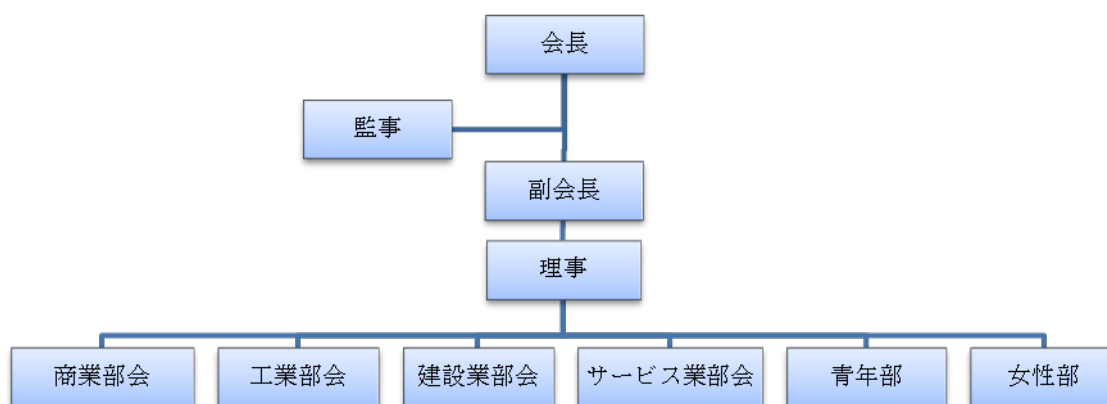 会長
監事
副会長
理事
商業部会
工業部会
建設業部会
サービス業部会
青年部
女性部